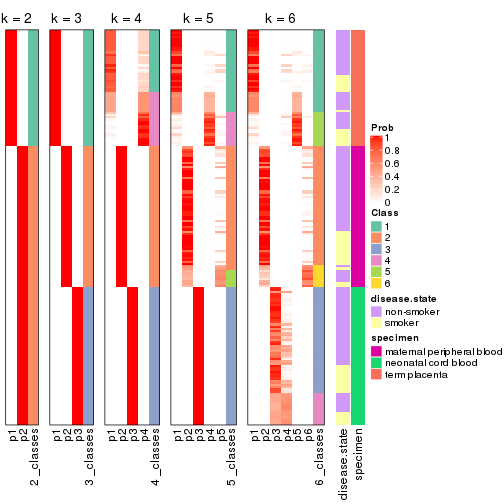 k = 2
k = 3
k = 4
k = 5
k = 6
p1
p2
2_classes
p1
p2
p3
3_classes
p1
p2
p3
p4
4_classes
p1
p2
p3
p4
p5
5_classes
p1
p2
p3
p4
p5
p6
6_classes
disease.state
specimen
Prob
1
0.8
0.6
0.4
0.2
0
Class
1
2
3
4
5
6
disease.state
non-smoker
smoker
specimen
maternal peripheral blood
neonatal cord blood
term placenta